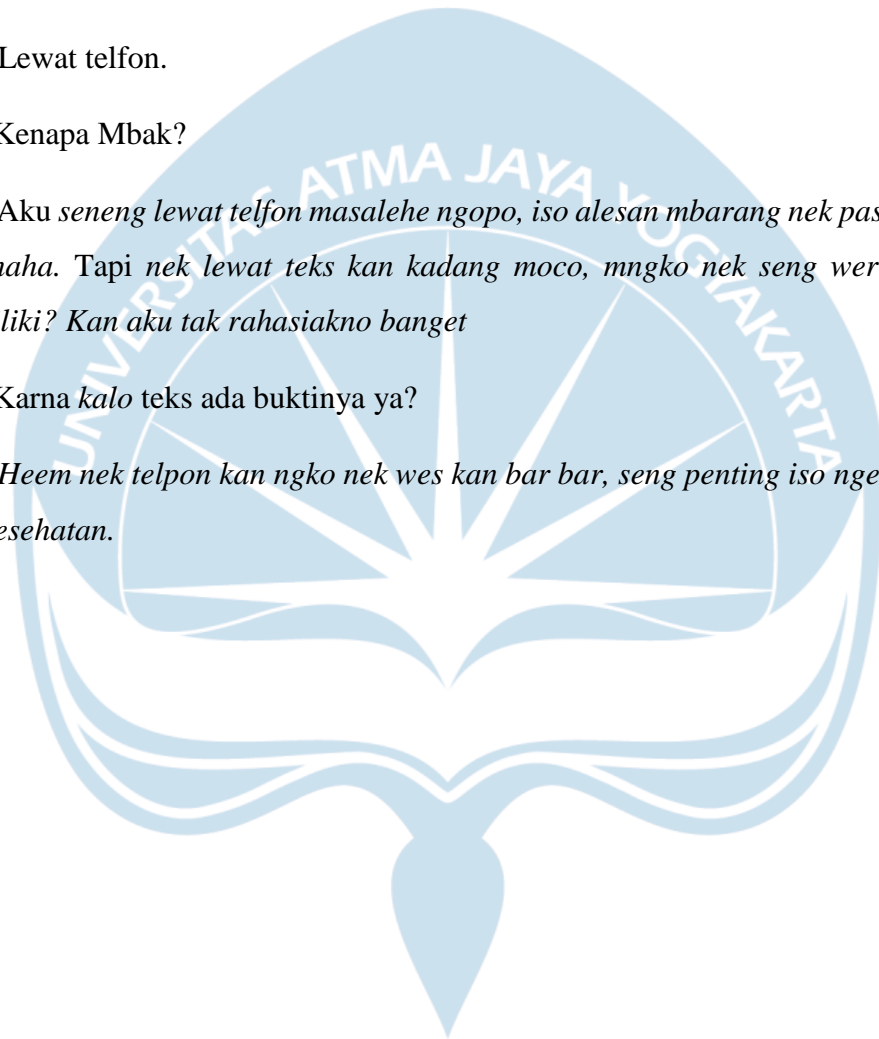 Lewat telfon.
Kenapa Mbak?
Aku seneng lewat telfon masalehe ngopo, iso alesan mbarang nek pas
naha. Tapi nek lewat teks kan kadang moco, mngko nek seng wer
liki? Kan aku tak rahasiakno banget
Karna kalo teks ada buktinya ya?
Heem nek telpon kan ngko nek wes kan bar bar, seng penting iso nge
esehatan.
UNIVERSITAS ATMA JAYA YOGYAKARTA